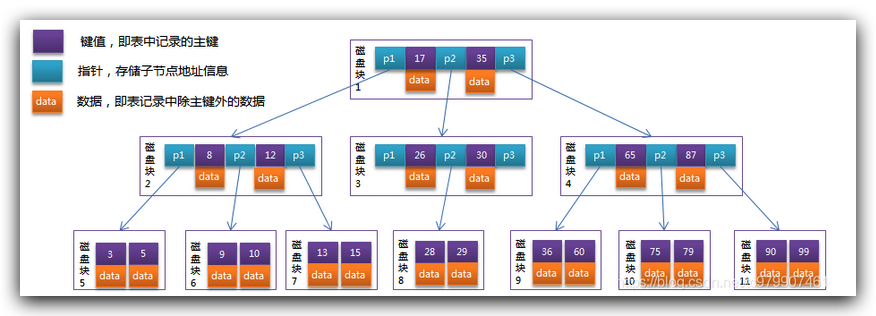 键值，即表中记录的主键
指针，存储子节点地址信息
data 数据，即表记录中除主键外的数据
磁盘块1 p1 17 p2 35 p3
data data
磁盘块2 p1 8 p2 12 p3
data data
磁盘块3 p1 26 p2 30 p3
data data
磁盘块4 p1 65 p2 87 p3
data data
磁盘块5 3 5
data data
磁盘块6 9 10
data data
磁盘块7 13 15
data data
磁盘块8 28 29
data data
磁盘块9 36 60
data data
磁盘块10 75 79
data data
磁盘块11 90 99
data data